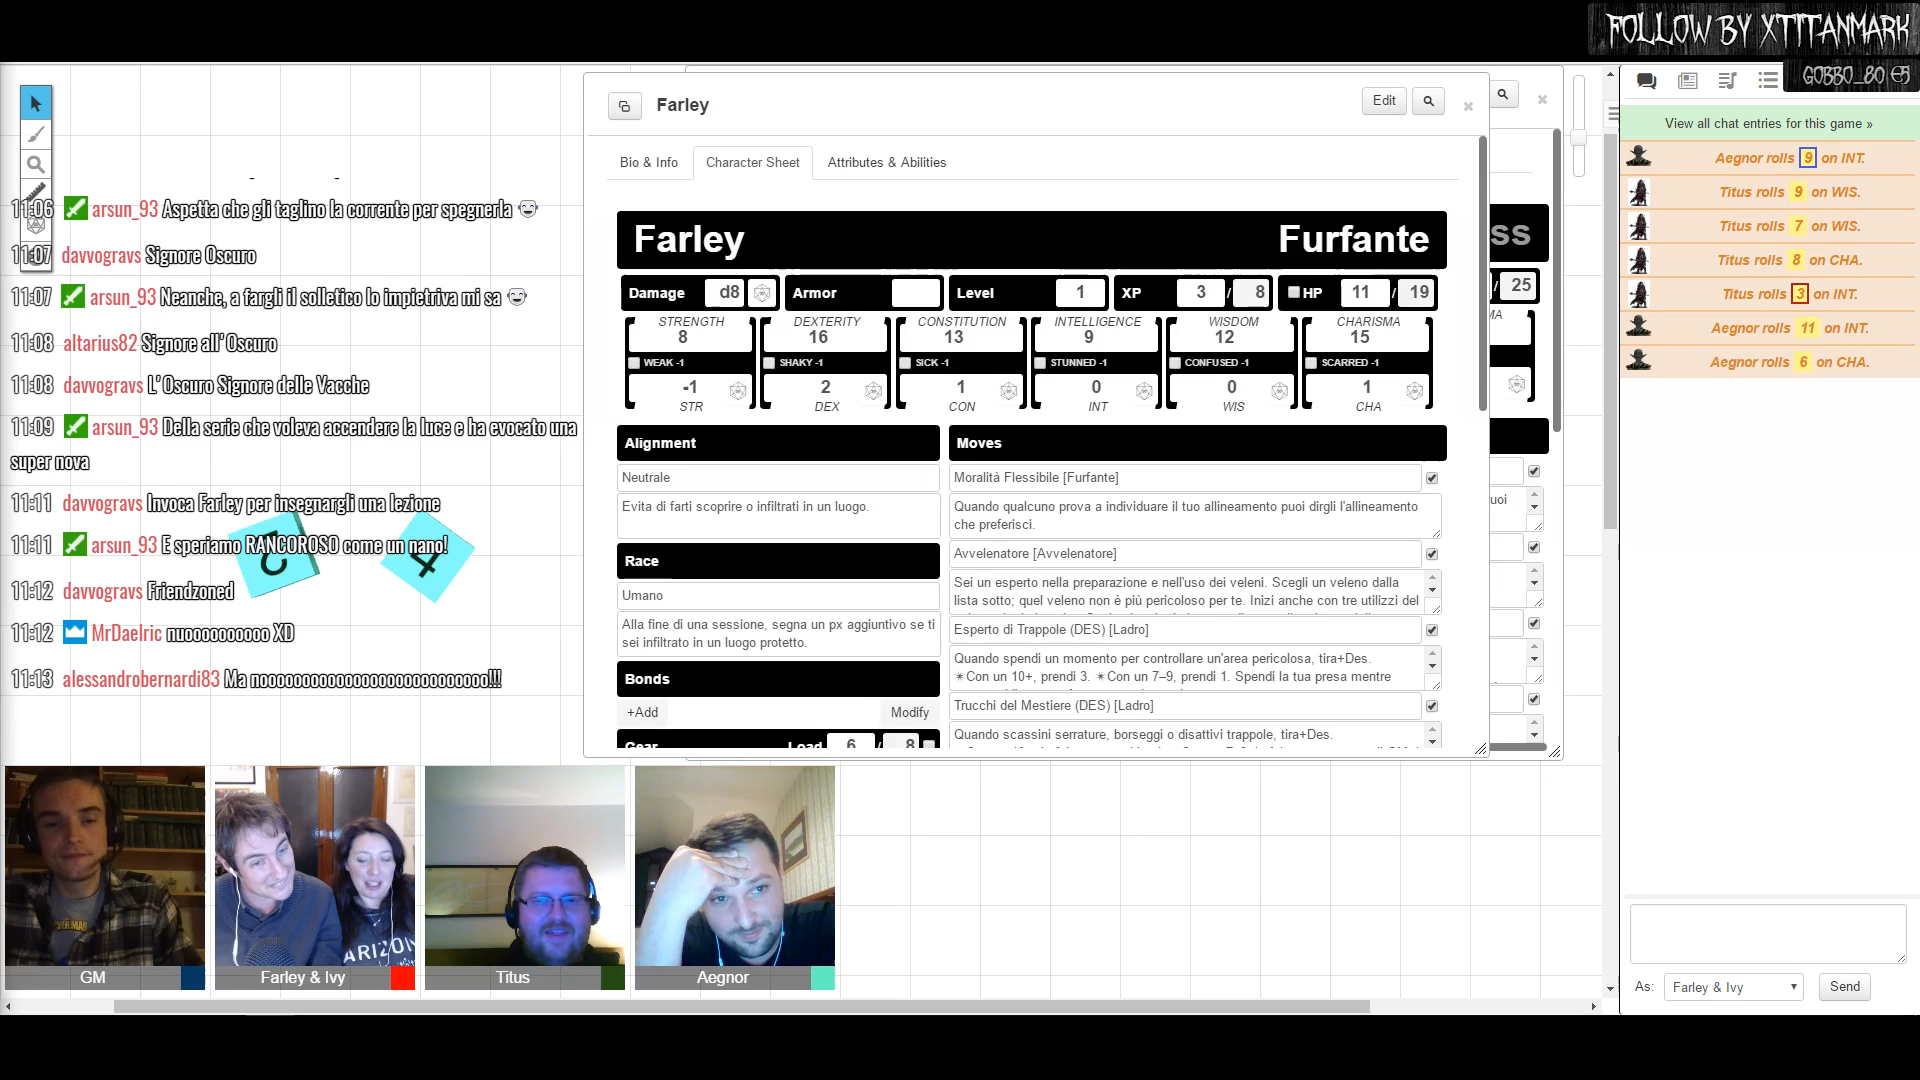 FOLLOW BY XTITANMARK
GOBBO_80
11:06 arsun_93 Aspetta che gli taglino la corrente per spegnerla
11:07 davvogravs Signore Oscuro
11:07 arsun_93 Neanche, a fargli il solletico lo impietriva mi sa
11:08 altarius82 Signore all'Oscuro
11:08 davvogravs L'Oscuro Signore delle Vacche
11:09 arsun_93 Della serie che voleva accendere la luce e ha evocato una
super nova
11:11 davvogravs Invoca Farley per insegnargli una lezione
11:11 arsun_93 E speriamo RANCOROSO come un nano!
11:12 davvogravs Friendzoned
11:12 MrDaelric nuoooooooooo XD
11:13 alessandrobernardi83 Ma noooooooooooooooooooooooooo!!!
4
Farley
Edit
Bio & Info
Character Sheet
Attributes & Abilities
Farley Furfante
Damage d8
Armor
Level 1
XP 3 / 8
HP 11 / 19
STRENGTH
8
WEAK -1
-1
STR
DEXTERITY
16
SHAKY -1
2
DEX
CONSTITUTION
13
SICK -1
1
CON
INTELLIGENCE
9
STUNNED -1
0
INT
WISDOM
12
CONFUSED -1
0
WIS
CHARISMA
15
SCARRED -1
1
CHA
Alignment
Neutrale
Evita di farti scoprire o infiltrati in un luogo.
Race
Umano
Alla fine di una sessione, segna un px aggiuntivo se ti
sei infiltrato in un luogo protetto.
Bonds
+Add
Modify
Gear Load 6 / 8
Moves
Moralità Flessibile [Furfante]
Quando qualcuno prova a individuare il tuo allineamento puoi dirgli l'allineamento
che preferisci.
Avvelenatore [Avvelenatore]
Sei un esperto nella preparazione e nell'uso dei veleni. Scegli un veleno dalla
lista sotto; quel veleno non è più pericoloso per te. Inizi anche con tre utilizzi del
Esperto di Trappole (DES) [Ladro]
Quando spendi un momento per controllare un'area pericolosa, tira+Des.
✶Con un 10+, prendi 3. ✶Con un 7–9, prendi 1. Spendi la tua presa mentre
Trucchi del Mestiere (DES) [Ladro]
Quando scassini serrature, borseggi o disattivi trappole, tira+Des.
ss
/ 25
MA
uoi
View all chat entries for this game »
Aegnor rolls 9 on INT.
Titus rolls 9 on WIS.
Titus rolls 7 on WIS.
Titus rolls 8 on CHA.
Titus rolls 3 on INT.
Aegnor rolls 11 on INT.
Aegnor rolls 6 on CHA.
As: Farley & Ivy
Send
GM
Farley & Ivy
Titus
Aegnor
ARIZON